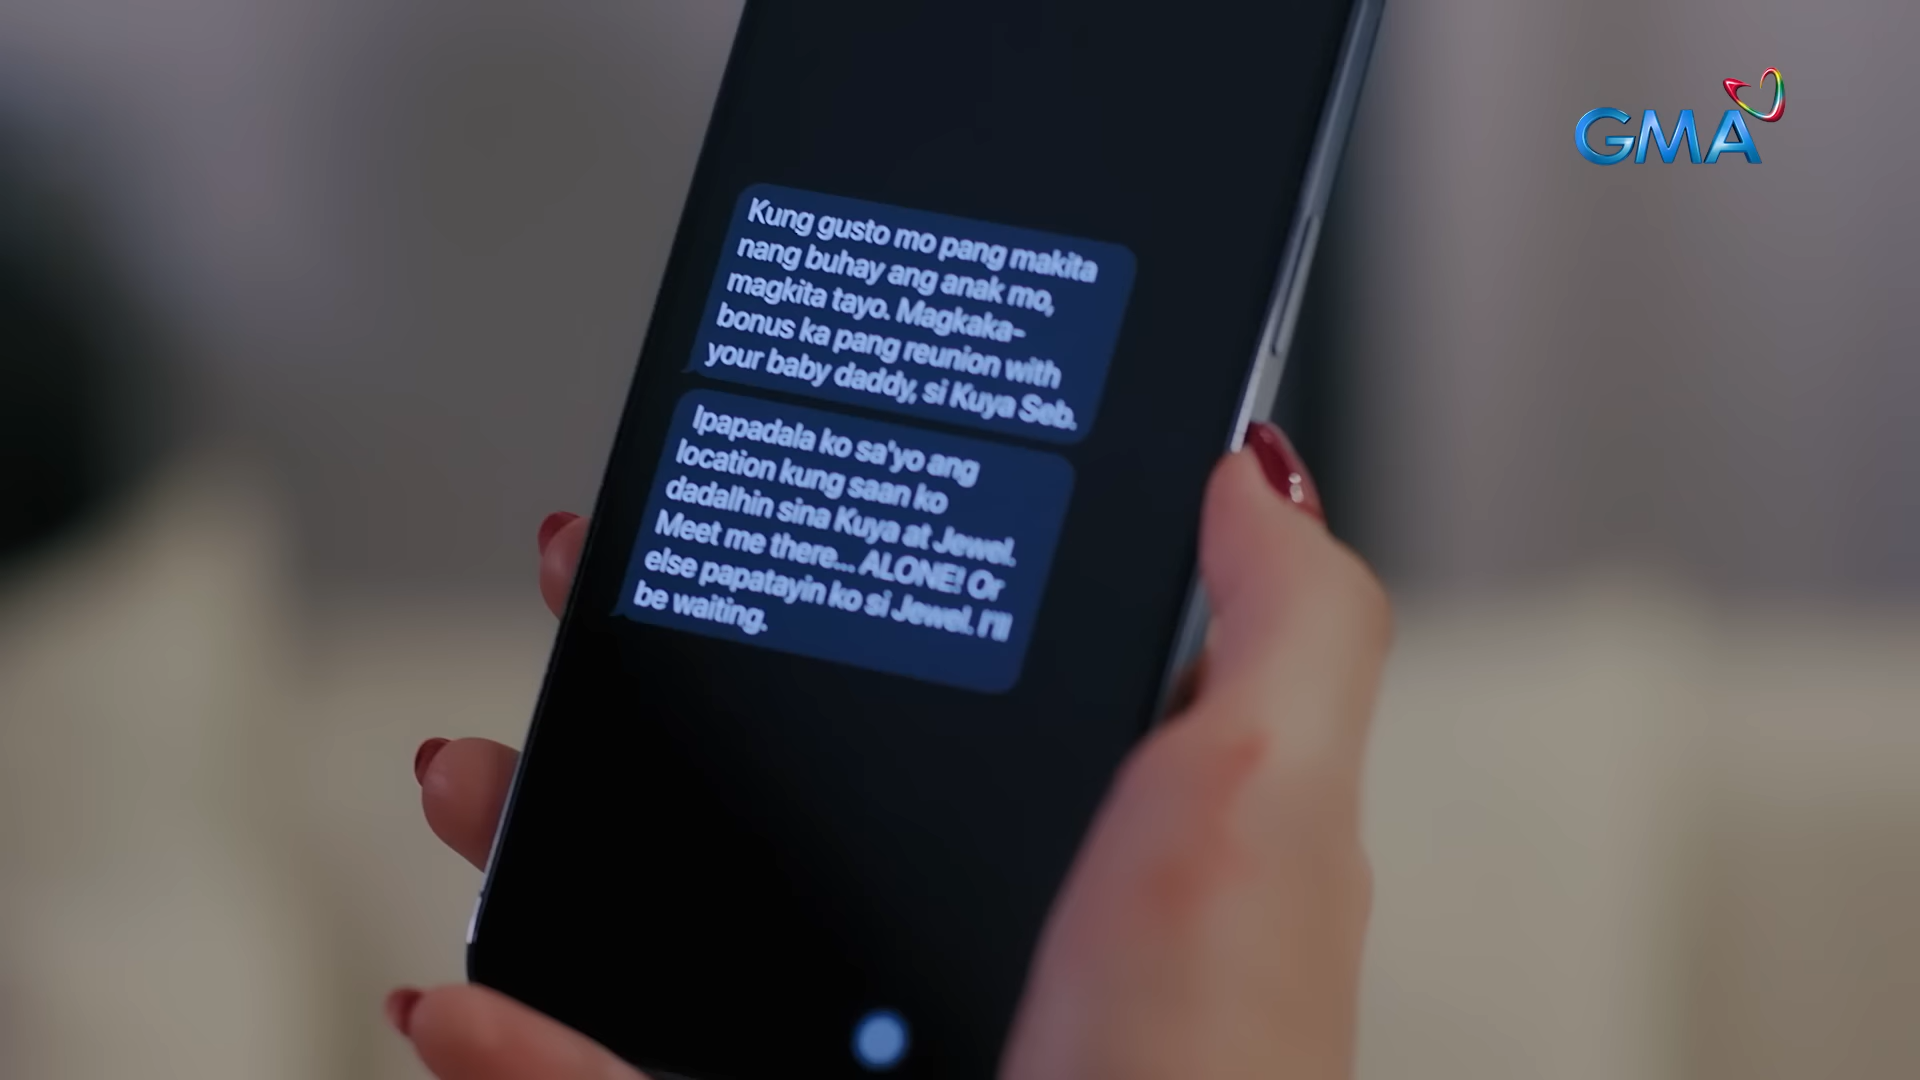 GMA
Kung gusto mo pang makita
nang buhay ang anak mo,
magkita tayo. Magkaka-
bonus ka pang reunion with
your baby daddy, si Kuya Seb.
Ipapadala ko sa'yo ang
location kung saan ko
dadalhin sina Kuya at Jewel.
Meet me there... ALONE! Or
else papatayin ko si Jewel. I'll
be waiting.